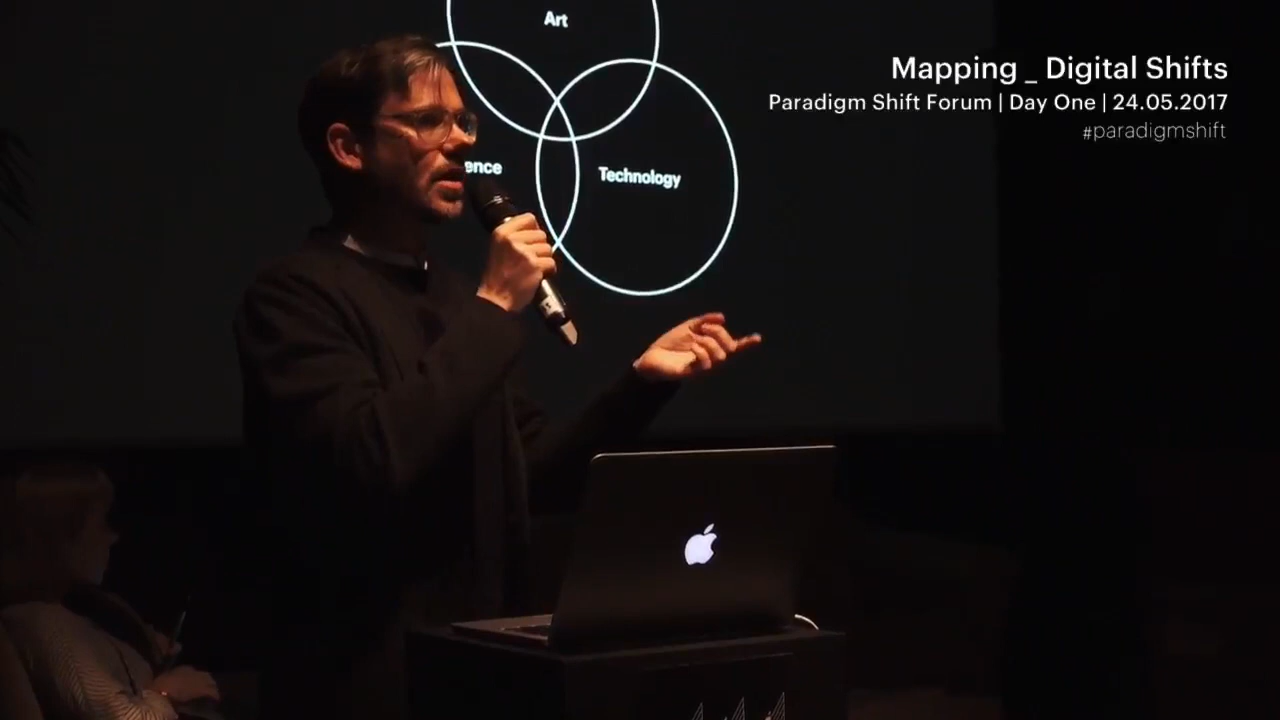 Art
Mapping _ Digital Shifts
Paradigm Shift Forum | Day One | 24.05.2017
#paradigmshift
ence
Technology